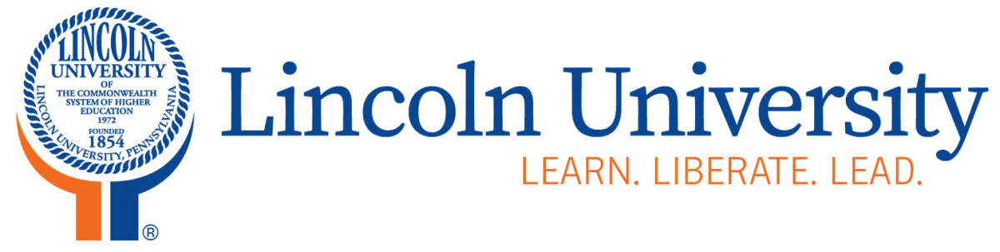 LINCOLN
UNIVERSITY
OF
THE COMMONWEALTH
SYSTEM OF HIGHER
EDUCATION
1972
FOUNDED
1854
LINCOLN UNIVERSITY, PENNSYLVANIA
®
Lincoln University
LEARN. LIBERATE. LEAD.